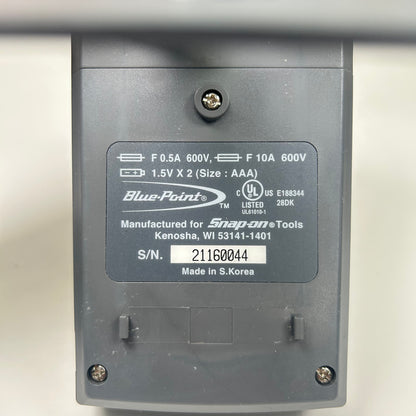 F 0.5A 600V, F 10A 600V
1.5V X 2 (Size : AAA)
Blue-Point® TM
C UL US LISTED E188344 28DK UL61010-1
Manufactured for Snap-on® Tools
Kenosha, WI 53141-1401
S/N. 21160044
Made in S.Korea